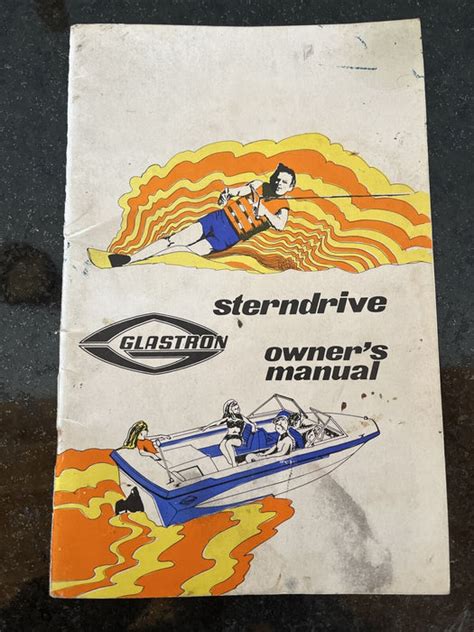 sterndrive
GLASTRON
owner's
manual